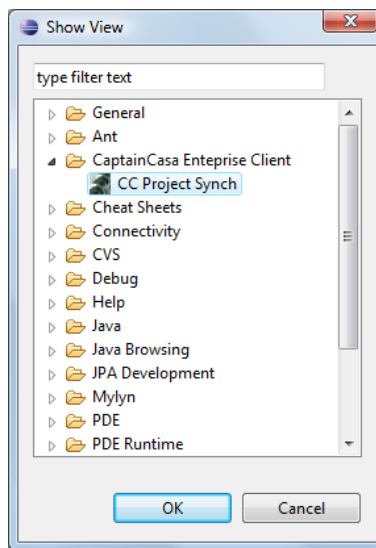 Show View
type filter text
General
Ant
CaptainCasa Enteprise Client
CC Project Synch
Cheat Sheets
Connectivity
CVS
Debug
Help
Java
Java Browsing
JPA Development
Mylyn
PDE
PDE Runtime
OK Cancel